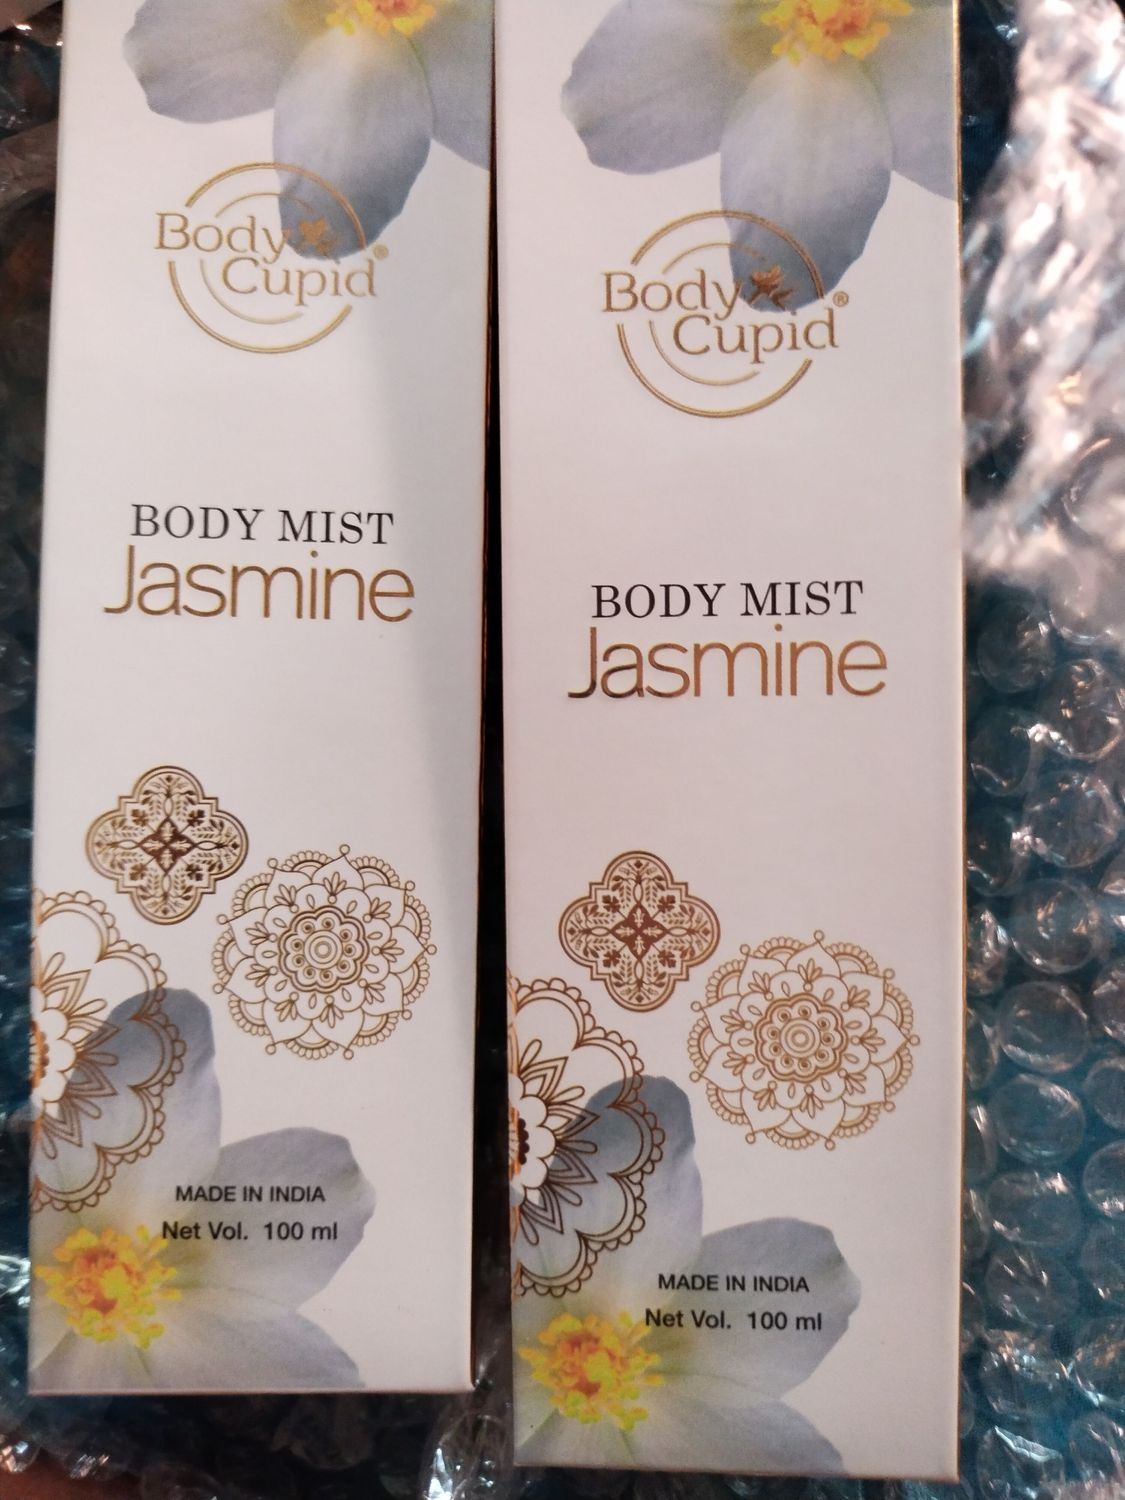 Body
Cupid®
BODY MIST
Jasmine
MADE IN INDIA
Net Vol. 100 ml
Body
Cupid®
BODY MIST
Jasmine
MADE IN INDIA
Net Vol. 100 ml